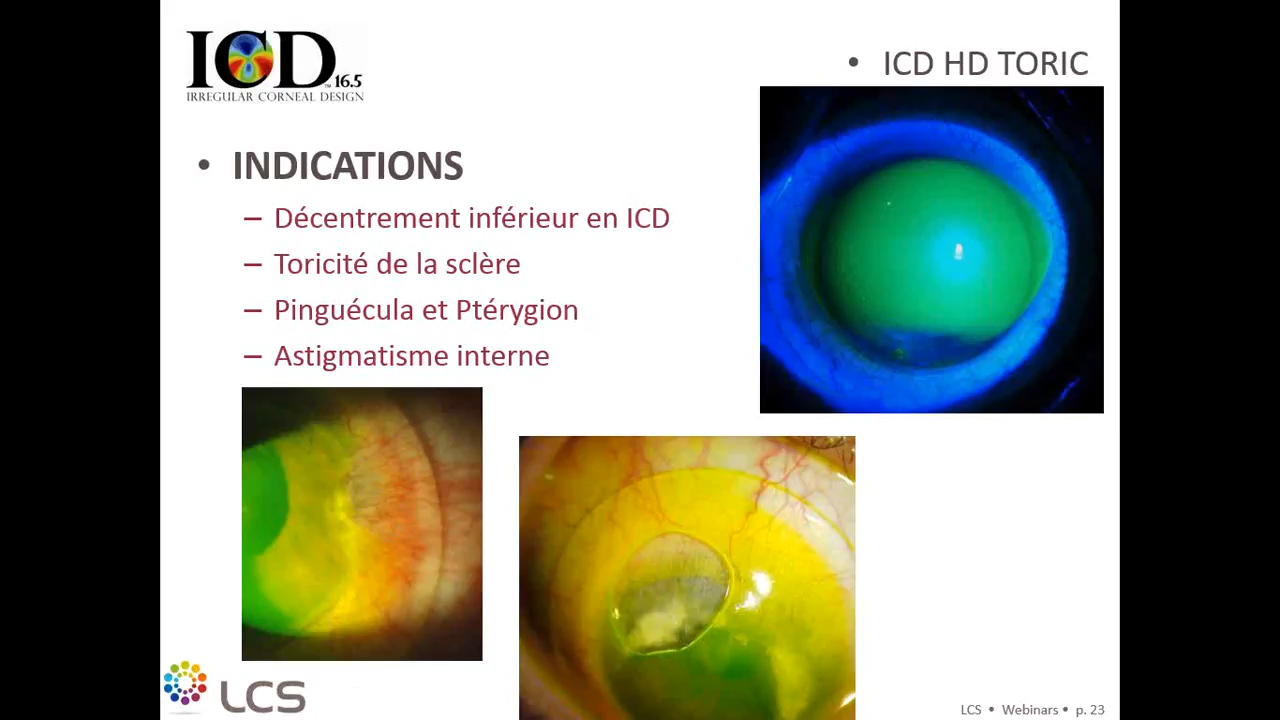 ICD™ 16.5
IRREGULAR CORNEAL DESIGN
• ICD HD TORIC
• INDICATIONS
– Décentrement inférieur en ICD
– Toricité de la sclère
– Pinguécula et Ptérygion
– Astigmatisme interne
LCS
LCS • Webinars • p. 23